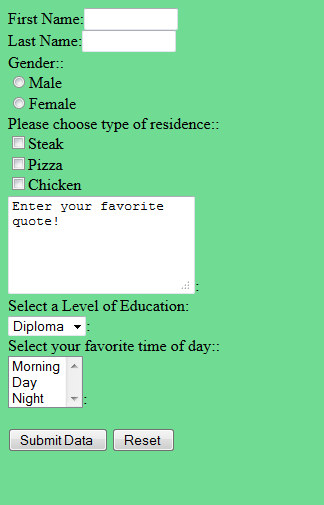 First Name:
Last Name:
Gender::
Male
Female
Please choose type of residence::
Steak
Pizza
Chicken
Enter your favorite
quote!
:
Select a Level of Education:
Diploma :
Select your favorite time of day::
Morning
Day
Night :
Submit Data Reset